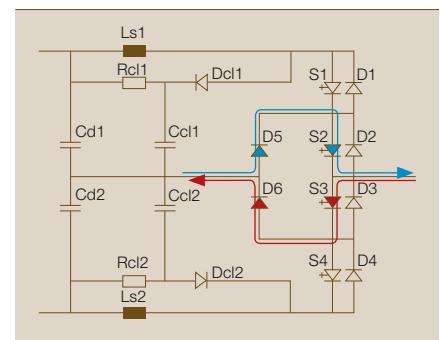 Ls1
Rcl1 Dcl1 S1 D1
Cd1 Ccl1 D5 S2 D2
Cd2 Ccl2 D6 S3 D3
Rcl2 Dcl2 S4 D4
Ls2